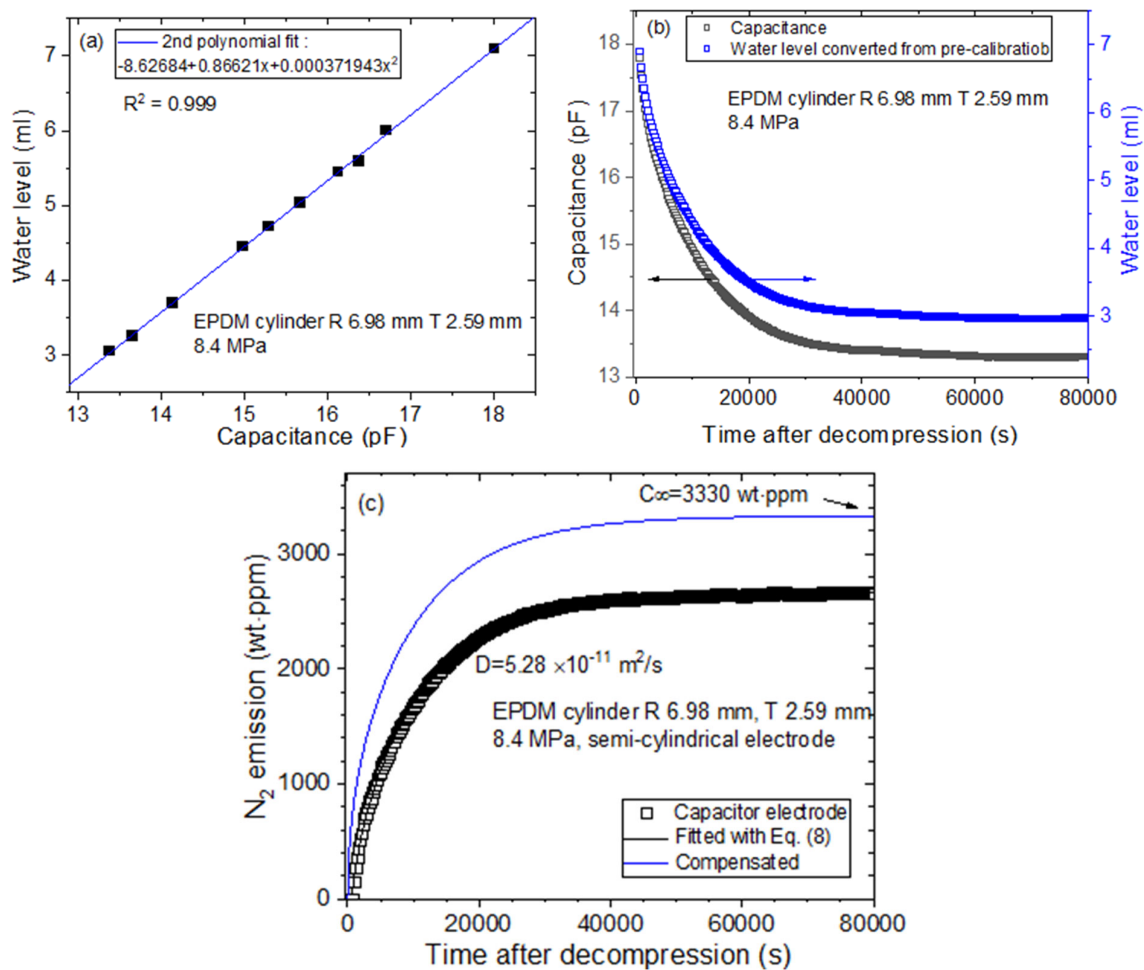 (a)
2nd polynomial fit :
-8.62684+0.86621x+0.000371943x²
R² = 0.999
EPDM cylinder R 6.98 mm T 2.59 mm
8.4 MPa
Water level (ml)
7
6
5
4
3
13 14 15 16 17 18
Capacitance (pF)
(b)
Capacitance
Water level converted from pre-calibratiob
EPDM cylinder R 6.98 mm T 2.59 mm
8.4 MPa
Capacitance (pF)
18
17
16
15
14
13
Water level (ml)
7
6
5
4
3
0 20000 40000 60000 80000
Time after decompression (s)
(c)
C∞=3330 wt·ppm
D=5.28 ×10⁻¹¹ m²/s
EPDM cylinder R 6.98 mm, T 2.59 mm
8.4 MPa, semi-cylindrical electrode
Capacitor electrode
Fitted with Eq. (8)
Compensated
N₂ emission (wt·ppm)
3000
2000
1000
0
0 20000 40000 60000 80000
Time after decompression (s)